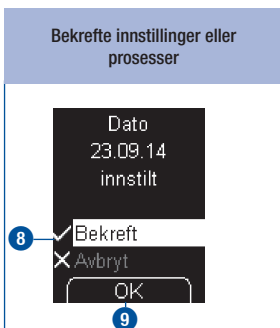 Bekrefte innstillinger eller
prosesser
Dato
23.09.14
innstilt
8
✓ Bekreft
✕ Avbryt
OK
9